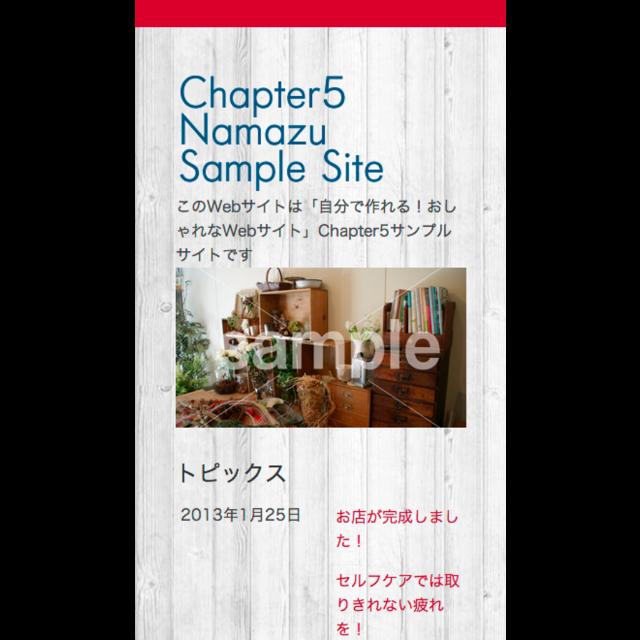 Chapter5
Namazu
Sample Site
このWebサイトは「自分で作れる！おし
ゃれなWebサイト」Chapter5サンプル
サイトです
sample
トピックス
2013年1月25日
お店が完成しまし
た！
セルフケアでは取
りきれない疲れ
を！